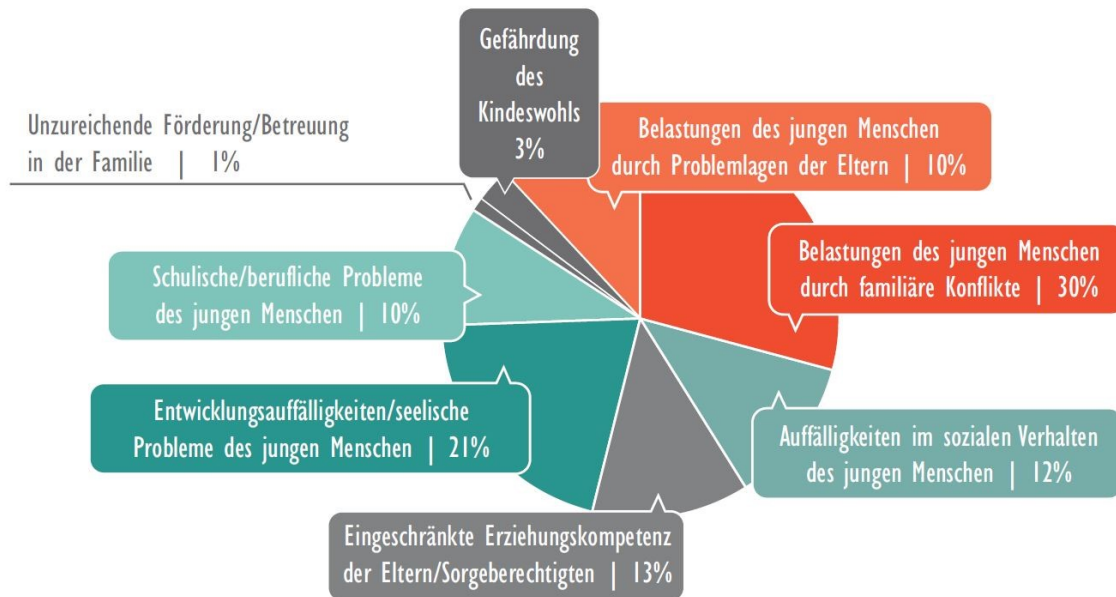 Gefährdung
des
Kindeswohls
3%
Unzureichende Förderung/Betreuung
in der Familie | 1%
Belastungen des jungen Menschen
durch Problemlagen der Eltern | 10%
Belastungen des jungen Menschen
durch familiäre Konflikte | 30%
Schulische/berufliche Probleme
des jungen Menschen | 10%
Entwicklungsauffälligkeiten/seelische
Probleme des jungen Menschen | 21%
Auffälligkeiten im sozialen Verhalten
des jungen Menschen | 12%
Eingeschränkte Erziehungskompetenz
der Eltern/Sorgeberechtigten | 13%